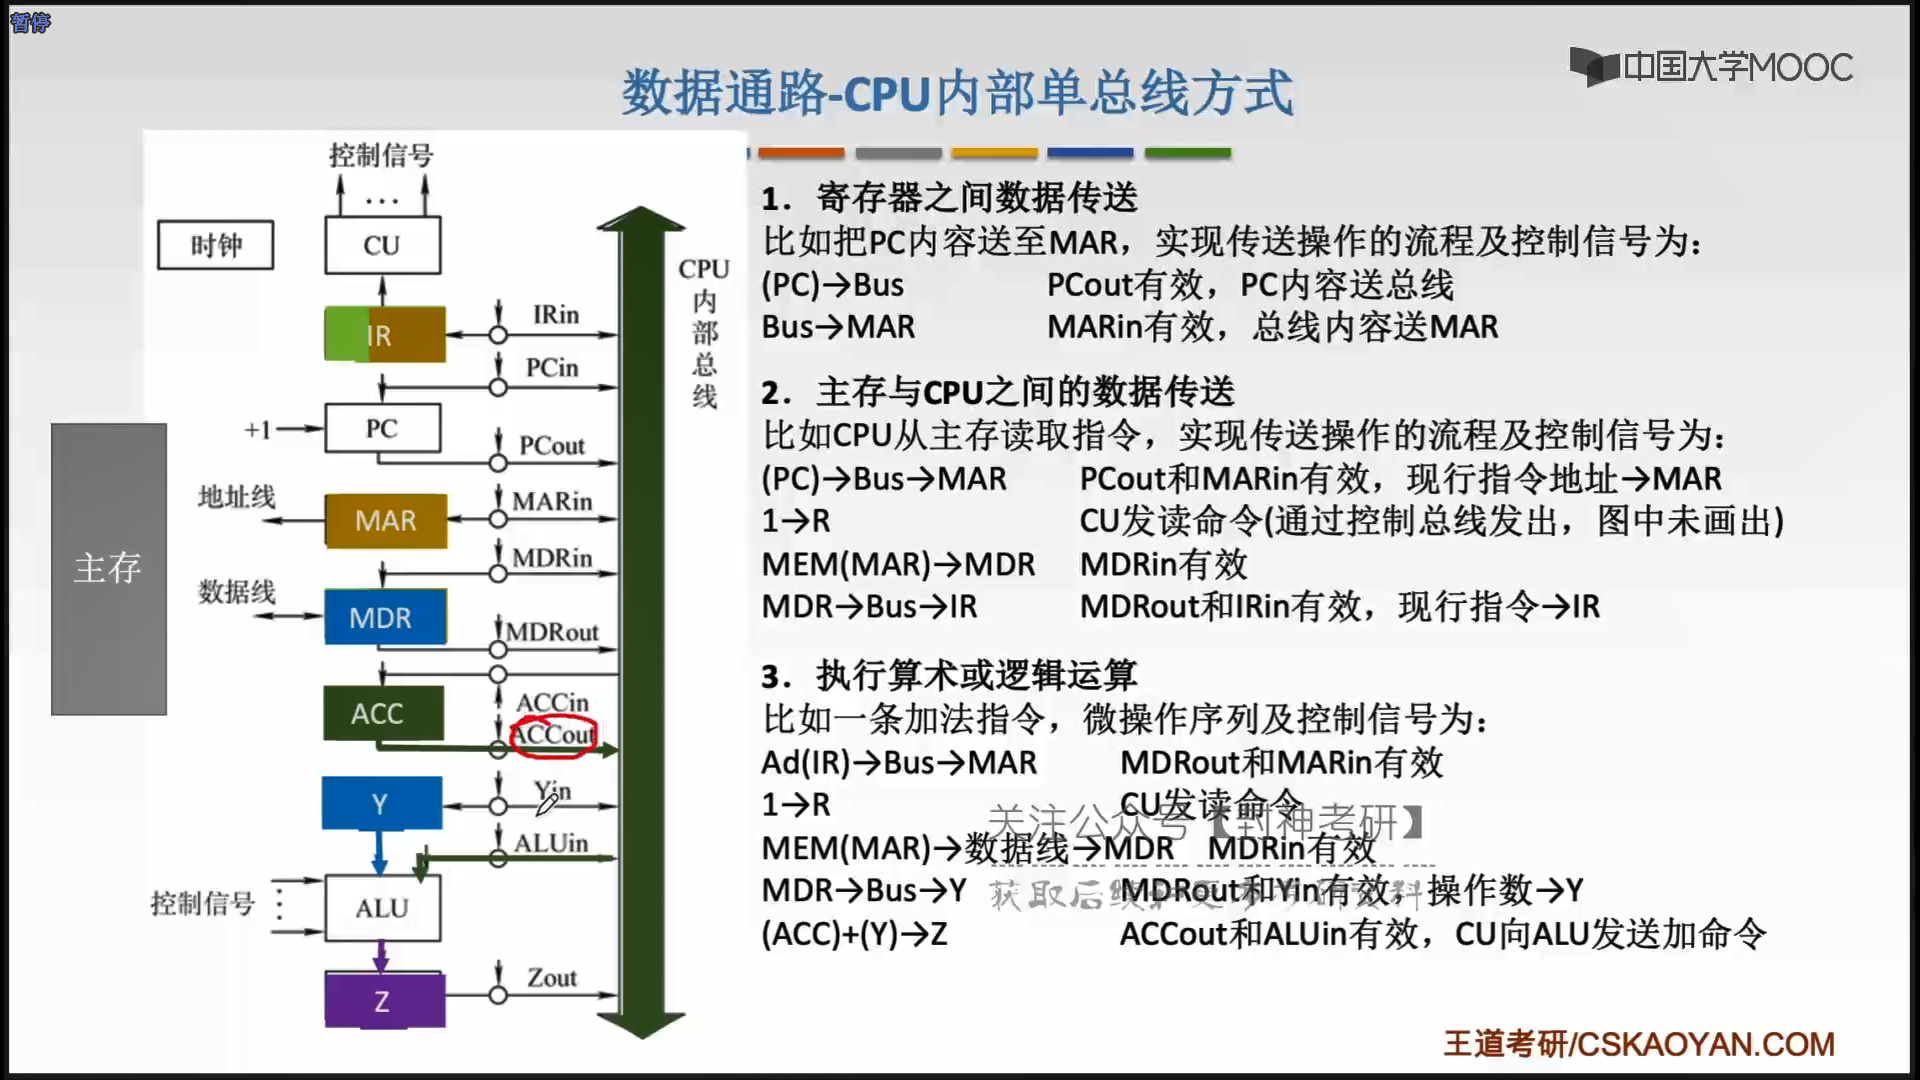 暂停
中国大学MOOC
数据通路-CPU内部单总线方式
控制信号
...
时钟
CU
CPU内部总线
IR
IRin
PCin
+1
PC
PCout
地址线
MAR
MARin
主存
MDRin
数据线
MDR
MDRout
ACC
ACCin
ACCout
Y
Yin
ALUin
控制信号
ALU
Z
Zout
1. 寄存器之间数据传送
比如把PC内容送至MAR，实现传送操作的流程及控制信号为：
(PC)→Bus PCout有效，PC内容送总线
Bus→MAR MARin有效，总线内容送MAR
2. 主存与CPU之间的数据传送
比如CPU从主存读取指令，实现传送操作的流程及控制信号为：
(PC)→Bus→MAR PCout和MARin有效，现行指令地址→MAR
1→R CU发读命令(通过控制总线发出，图中未画出)
MEM(MAR)→MDR MDRin有效
MDR→Bus→IR MDRout和IRin有效，现行指令→IR
3. 执行算术或逻辑运算
比如一条加法指令，微操作序列及控制信号为：
Ad(IR)→Bus→MAR MDRout和MARin有效
1→R CU发读命令
关注公众号【封神考研】
MEM(MAR)→数据线→MDR MDRin有效
MDR→Bus→Y MDRout和Yin有效，操作数→Y
获取后续
(ACC)+(Y)→Z ACCout和ALUin有效，CU向ALU发送加命令
王道考研/CSKAOYAN.COM